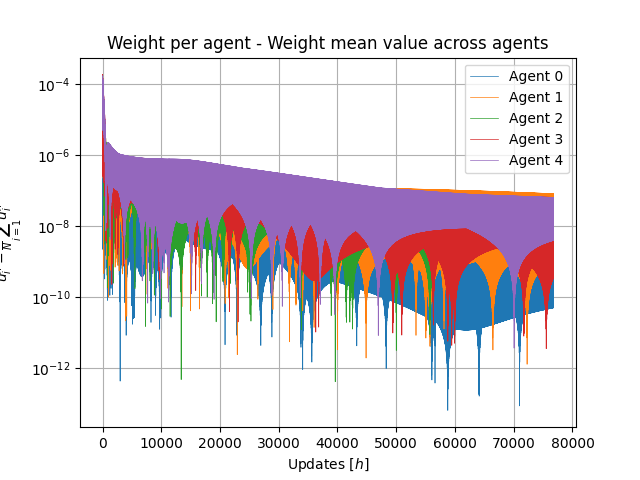 Weight per agent - Weight mean value across agents
Agent 0
Agent 1
Agent 2
Agent 3
Agent 4
10⁻⁴
10⁻⁶
10⁻⁸
10⁻¹⁰
10⁻¹²
0 10000 20000 30000 40000 50000 60000 70000 80000
Updates [h]